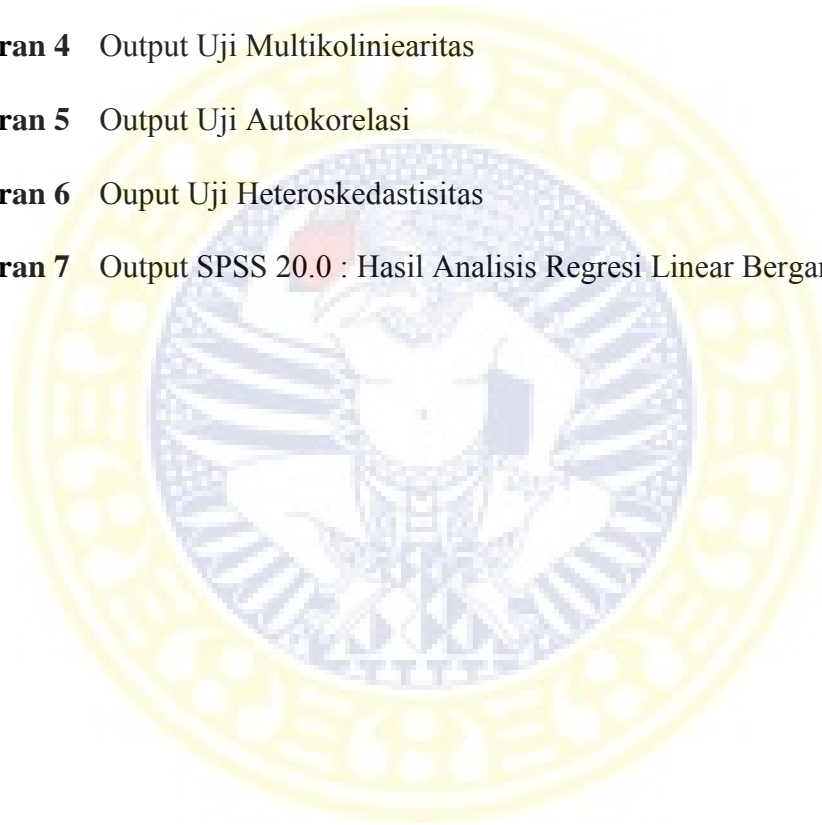 ran 4 Output Uji Multikoliniearitas
ran 5 Output Uji Autokorelasi
ran 6 Ouput Uji Heteroskedastisitas
ran 7 Output SPSS 20.0 : Hasil Analisis Regresi Linear Bergar